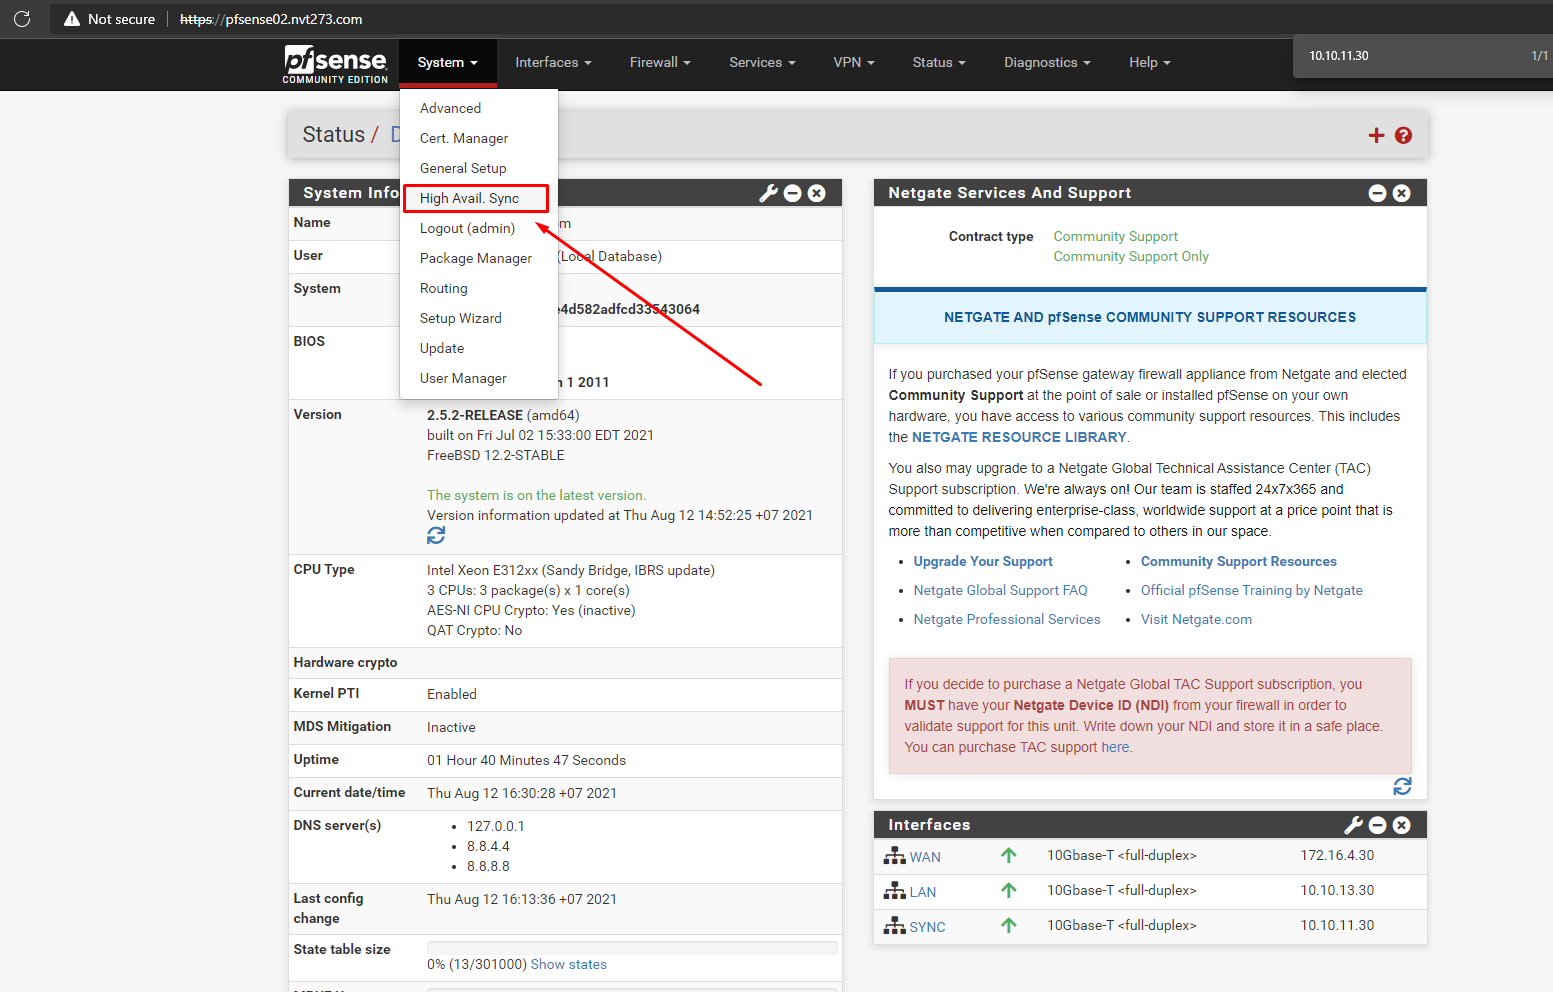 Not secure https://pfsense02.nvt273.com
10.10.11.30 1/1
pfsense
COMMUNITY EDITION
System Interfaces Firewall Services VPN Status Diagnostics Help
Advanced
Cert. Manager
General Setup
High Avail. Sync
Logout (admin)
Package Manager
Routing
Setup Wizard
Update
User Manager
Status / D
System Info
Name m
User (Local Database)
System
e4d582adfcd33543064
BIOS
1 2011
Version 2.5.2-RELEASE (amd64)
built on Fri Jul 02 15:33:00 EDT 2021
FreeBSD 12.2-STABLE
The system is on the latest version.
Version information updated at Thu Aug 12 14:52:25 +07 2021
CPU Type Intel Xeon E312xx (Sandy Bridge, IBRS update)
3 CPUs: 3 package(s) x 1 core(s)
AES-NI CPU Crypto: Yes (inactive)
QAT Crypto: No
Hardware crypto
Kernel PTI Enabled
MDS Mitigation Inactive
Uptime 01 Hour 40 Minutes 47 Seconds
Current date/time Thu Aug 12 16:30:28 +07 2021
DNS server(s)
• 127.0.0.1
• 8.8.4.4
• 8.8.8.8
Last config change Thu Aug 12 16:13:36 +07 2021
State table size
0% (13/301000) Show states
Netgate Services And Support
Contract type Community Support
Community Support Only
NETGATE AND pfSense COMMUNITY SUPPORT RESOURCES
If you purchased your pfSense gateway firewall appliance from Netgate and elected
Community Support at the point of sale or installed pfSense on your own
hardware, you have access to various community support resources. This includes
the NETGATE RESOURCE LIBRARY.
You also may upgrade to a Netgate Global Technical Assistance Center (TAC)
Support subscription. We're always on! Our team is staffed 24x7x365 and
committed to delivering enterprise-class, worldwide support at a price point that is
more than competitive when compared to others in our space.
• Upgrade Your Support
• Netgate Global Support FAQ
• Netgate Professional Services
• Community Support Resources
• Official pfSense Training by Netgate
• Visit Netgate.com
If you decide to purchase a Netgate Global TAC Support subscription, you
MUST have your Netgate Device ID (NDI) from your firewall in order to
validate support for this unit. Write down your NDI and store it in a safe place.
You can purchase TAC support here.
Interfaces
WAN 10Gbase-T <full-duplex> 172.16.4.30
LAN 10Gbase-T <full-duplex> 10.10.13.30
SYNC 10Gbase-T <full-duplex> 10.10.11.30